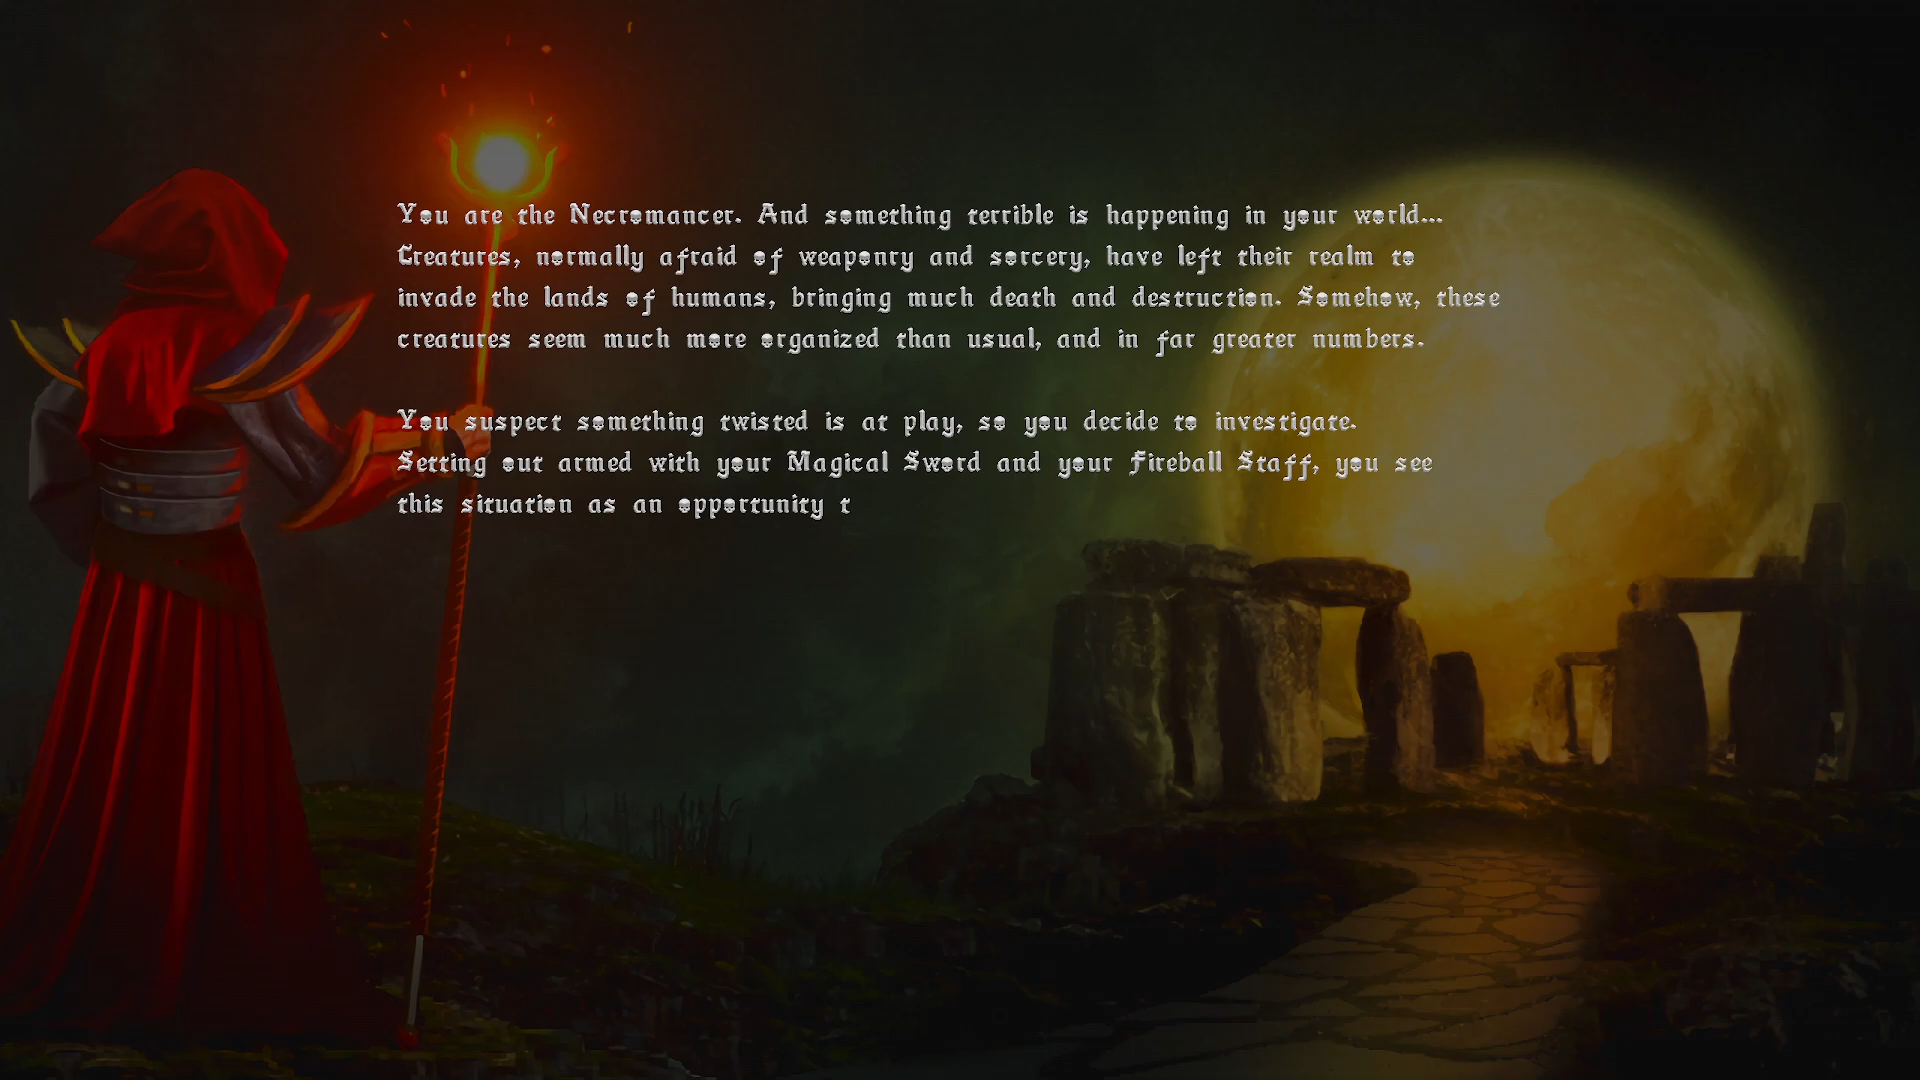 You are the Necromancer. And something terrible is happening in your world...
Creatures, normally afraid of weaponry and sorcery, have left their realm to
invade the lands of humans, bringing much death and destruction. Somehow, these
creatures seem much more organized than usual, and in far greater numbers.
You suspect something twisted is at play, so you decide to investigate.
Setting out armed with your Magical Sword and your Fireball Staff, you see
this situation as an opportunity t